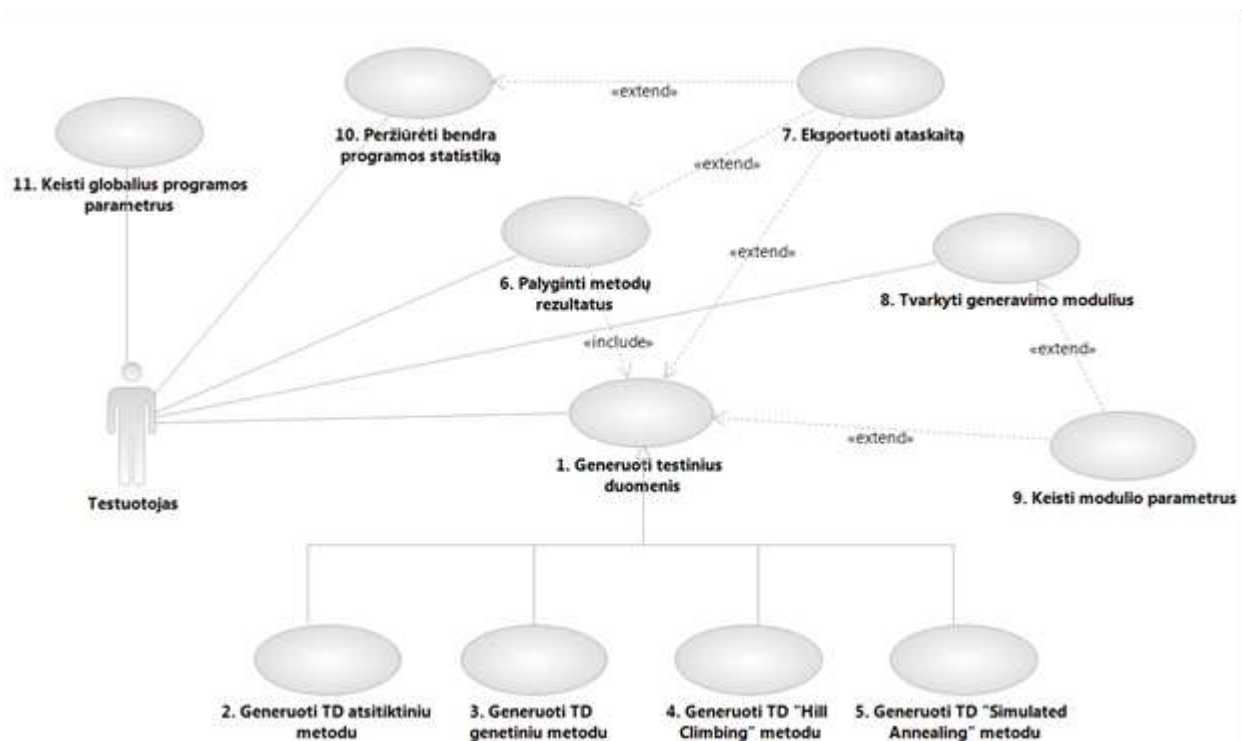 «extend»
10. Peržiūrėti bendra
programos statistiką
7. Eksportuoti ataskaitą
«extend»
11. Keisti globalius programos
parametrus
«extend»
6. Palyginti metodų
rezultatus
8. Tvarkyti generavimo modulius
«include»
«extend»
«extend»
1. Generuoti testinius
duomenis
9. Keisti modulio parametrus
Testuotojas
2. Generuoti TD atsitiktiniu
metodu
3. Generuoti TD
genetiniu metodu
4. Generuoti TD "Hill
Climbing" metodu
5. Generuoti TD "Simulated
Annealing" metodu